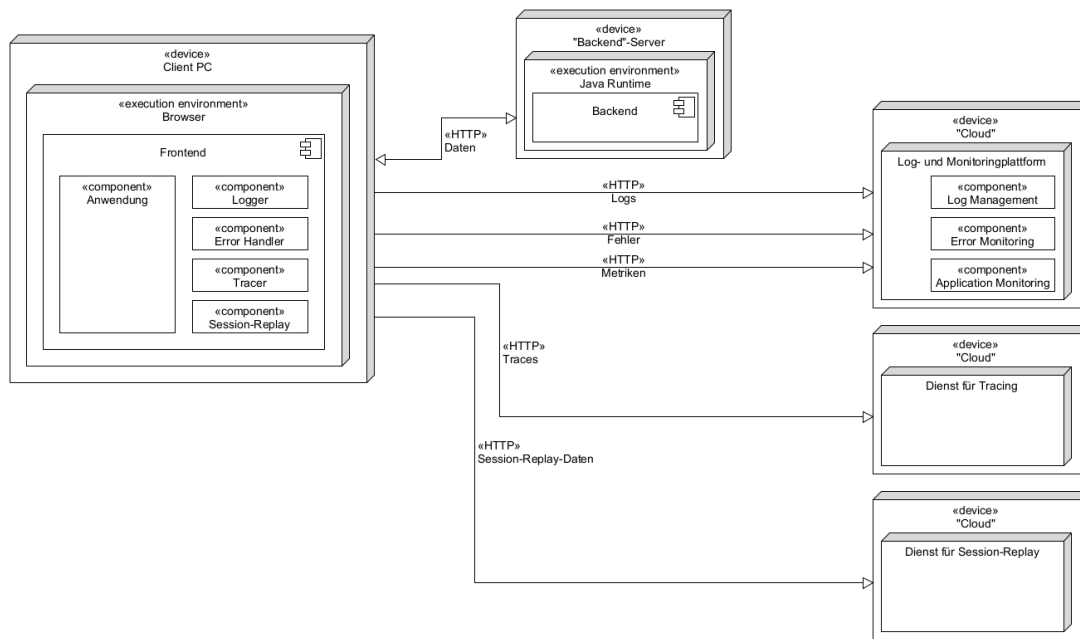 «device»
Client PC
«execution environment»
Browser
Frontend
«component»
Anwendung
«component»
Logger
«component»
Error Handler
«component»
Tracer
«component»
Session-Replay
«device»
"Backend"-Server
«execution environment»
Java Runtime
Backend
«HTTP»
Daten
«HTTP»
Logs
«HTTP»
Fehler
«HTTP»
Metriken
«HTTP»
Traces
«HTTP»
Session-Replay-Daten
«device»
"Cloud"
Log- und Monitoringplattform
«component»
Log Management
«component»
Error Monitoring
«component»
Application Monitoring
«device»
"Cloud"
Dienst für Tracing
«device»
"Cloud"
Dienst für Session-Replay